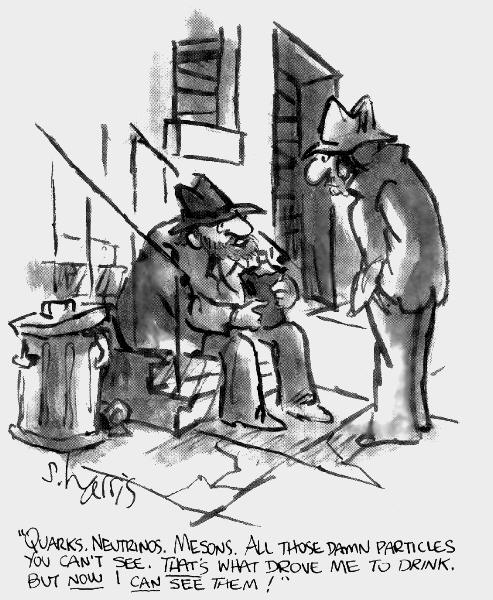 s. harris
"QUARKS. NEUTRINOS. MESONS. ALL THOSE DAMN PARTICLES
YOU CAN'T SEE. THAT'S WHAT DROVE ME TO DRINK.
BUT NOW I CAN SEE THEM!"